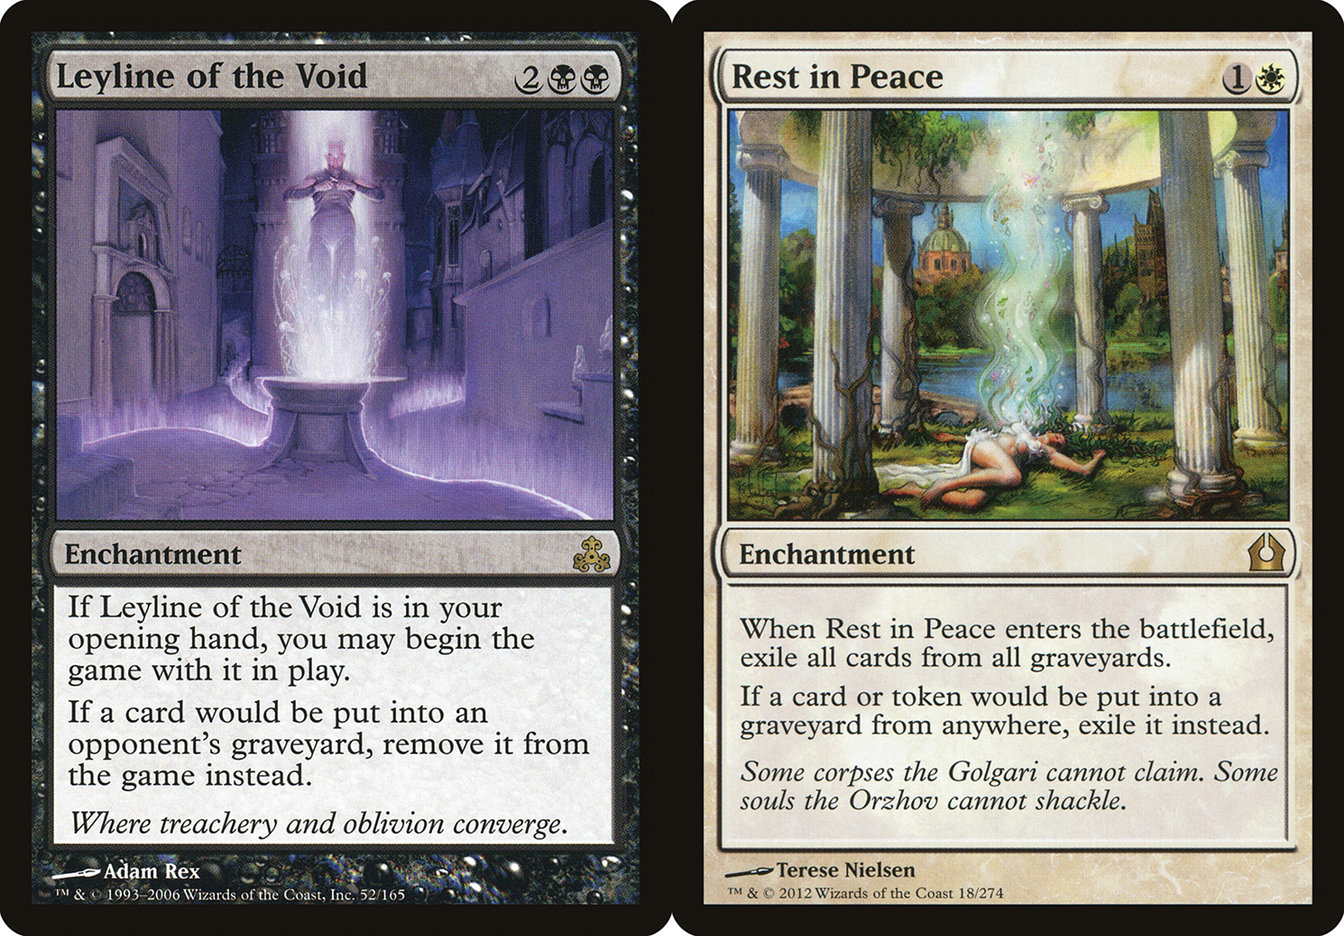 Leyline of the Void
2
Enchantment
If Leyline of the Void is in your
opening hand, you may begin the
game with it in play.
If a card would be put into an
opponent's graveyard, remove it from
the game instead.
Where treachery and oblivion converge.
Adam Rex
™ & © 1993–2006 Wizards of the Coast, Inc. 52/165
Rest in Peace
1
Enchantment
When Rest in Peace enters the battlefield,
exile all cards from all graveyards.
If a card or token would be put into a
graveyard from anywhere, exile it instead.
Some corpses the Golgari cannot claim. Some
souls the Orzhov cannot shackle.
Terese Nielsen
™ & © 2012 Wizards of the Coast 18/274